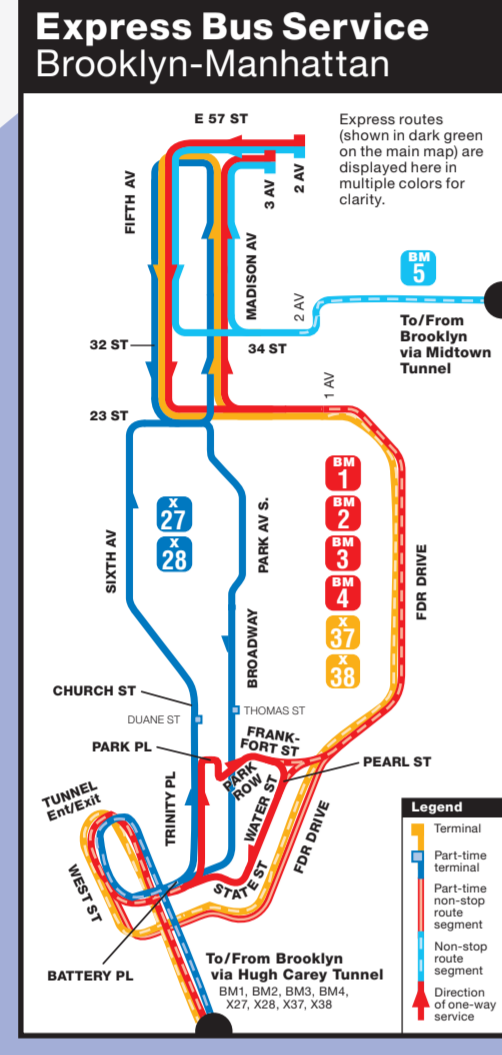 Express Bus Service
Brooklyn-Manhattan
E 57 ST
Express routes
(shown in dark green
on the main map) are
displayed here in
multiple colors for
clarity.
FIFTH AV
3 AV
2 AV
MADISON AV
2 AV
BM
5
To/From
Brooklyn
via Midtown
Tunnel
32 ST
34 ST
1 AV
23 ST
BM
1
BM
2
BM
3
BM
4
X
37
X
38
X
27
X
28
SIXTH AV
PARK AV S.
FDR DRIVE
BROADWAY
CHURCH ST
DUANE ST
THOMAS ST
PARK PL
FRANK-
FORT ST
PEARL ST
PARK
ROW
TRINITY PL
WATER ST
TUNNEL
Ent/Exit
FDR DRIVE
WEST ST
STATE ST
BATTERY PL
To/From Brooklyn
via Hugh Carey Tunnel
BM1, BM2, BM3, BM4,
X27, X28, X37, X38
Legend
Terminal
Part-time
terminal
Part-time
non-stop
route
segment
Non-stop
route
segment
Direction
of one-way
service